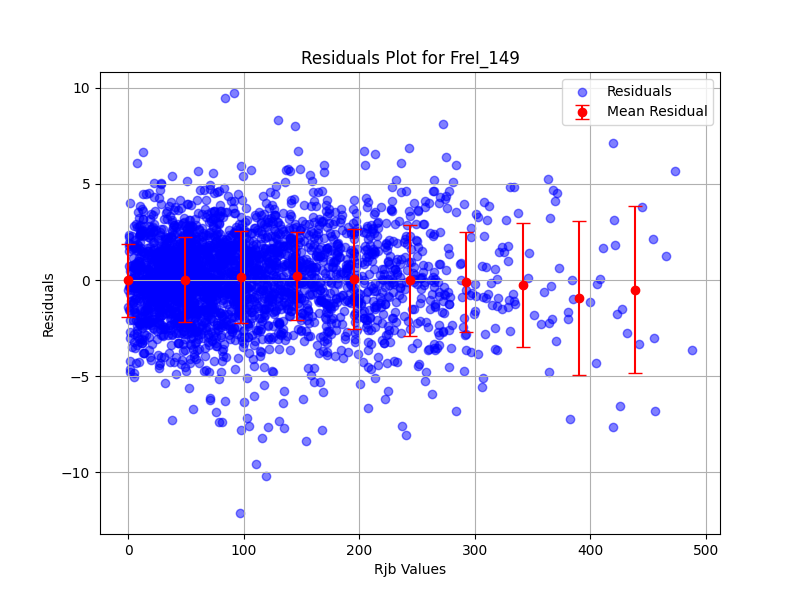 Residuals Plot for FreI_149
Residuals
Mean Residual
10
5
0
−5
−10
Residuals
0
100
200
300
400
500
Rjb Values